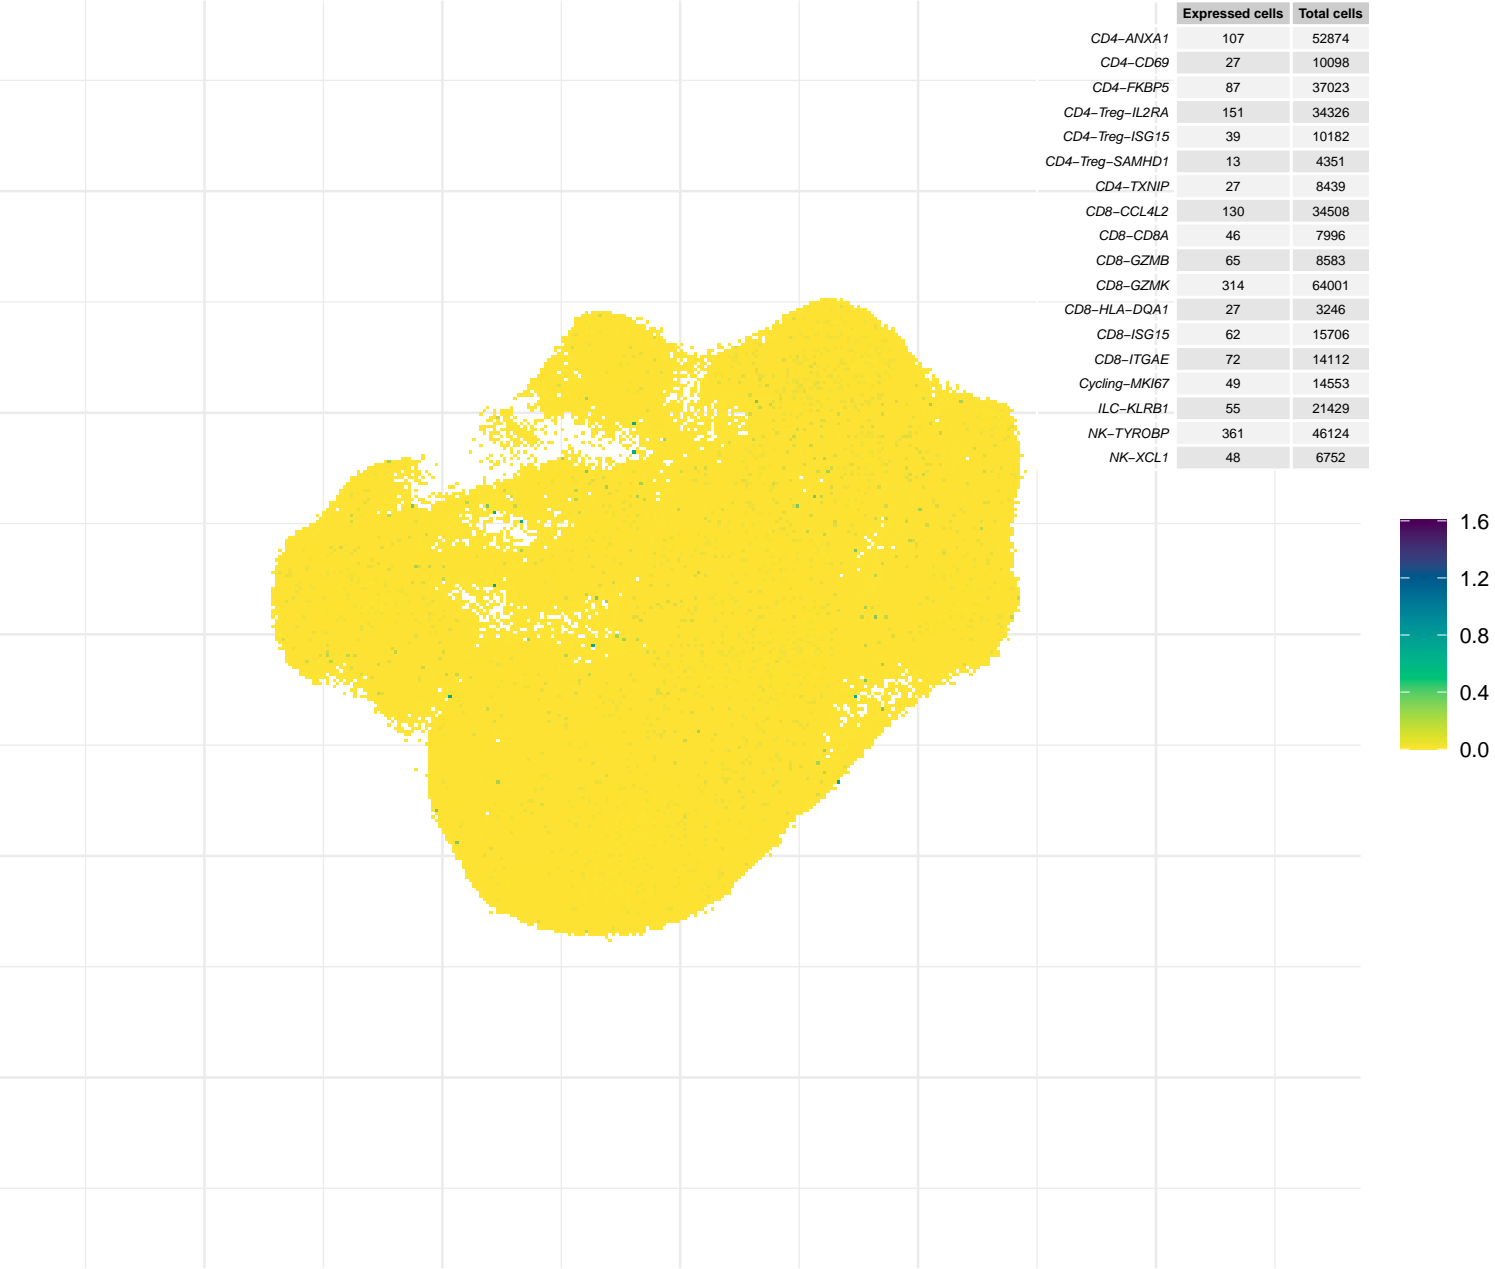 Expressed cells Total cells
CD4−ANXA1 107 52874
CD4−CD69 27 10098
CD4−FKBP5 87 37023
CD4−Treg−IL2RA 151 34326
CD4−Treg−ISG15 39 10182
CD4−Treg−SAMHD1 13 4351
CD4−TXNIP 27 8439
CD8−CCL4L2 130 34508
CD8−CD8A 46 7996
CD8−GZMB 65 8583
CD8−GZMK 314 64001
CD8−HLA−DQA1 27 3246
CD8−ISG15 62 15706
CD8−ITGAE 72 14112
Cycling−MKI67 49 14553
ILC−KLRB1 55 21429
NK−TYROBP 361 46124
NK−XCL1 48 6752
1.6
1.2
0.8
0.4
0.0